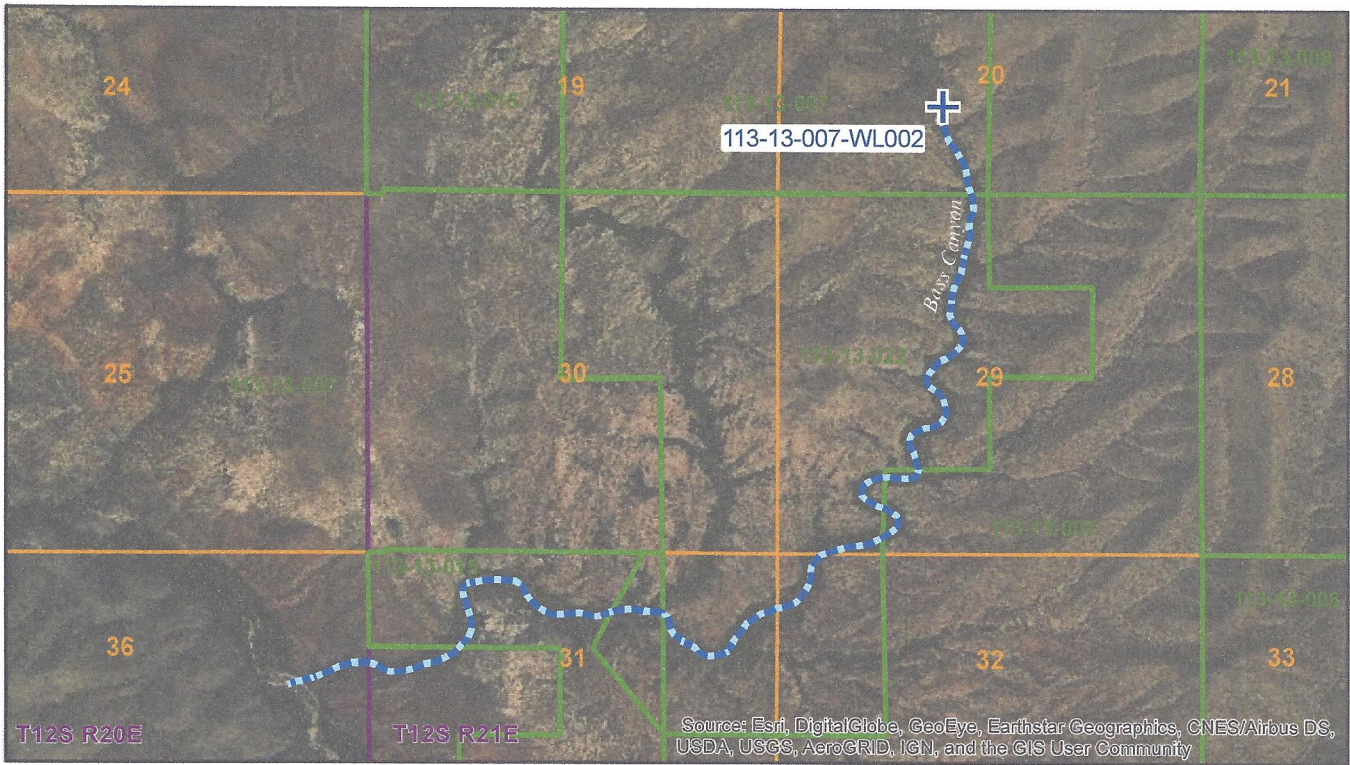 24
19
20
21
113-13-007-WL002
Bass Canyon
25
30
29
28
36
31
32
33
T12S R20E
T12S R21E
Source: Esri, DigitalGlobe, GeoEye, Earthstar Geographics, CNES/Airbus DS,
USDA, USGS, AeroGRID, IGN, and the GIS User Community